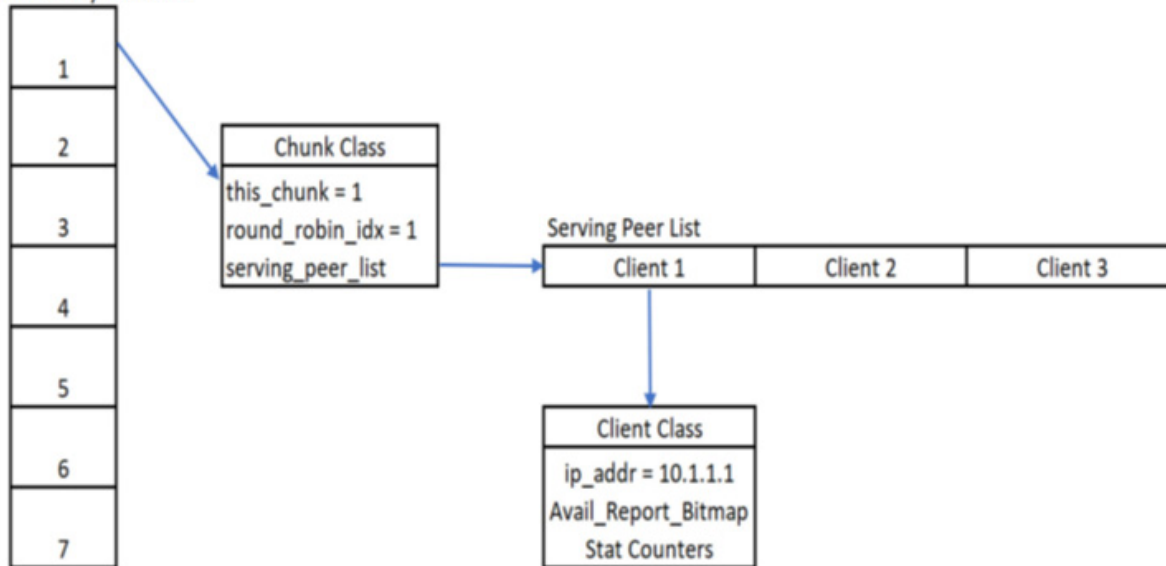 1
2
3
4
5
6
7
Chunk Class
this_chunk = 1
round_robin_idx = 1
serving_peer_list
Serving Peer List
Client 1
Client 2
Client 3
Client Class
ip_addr = 10.1.1.1
Avail_Report_Bitmap
Stat Counters